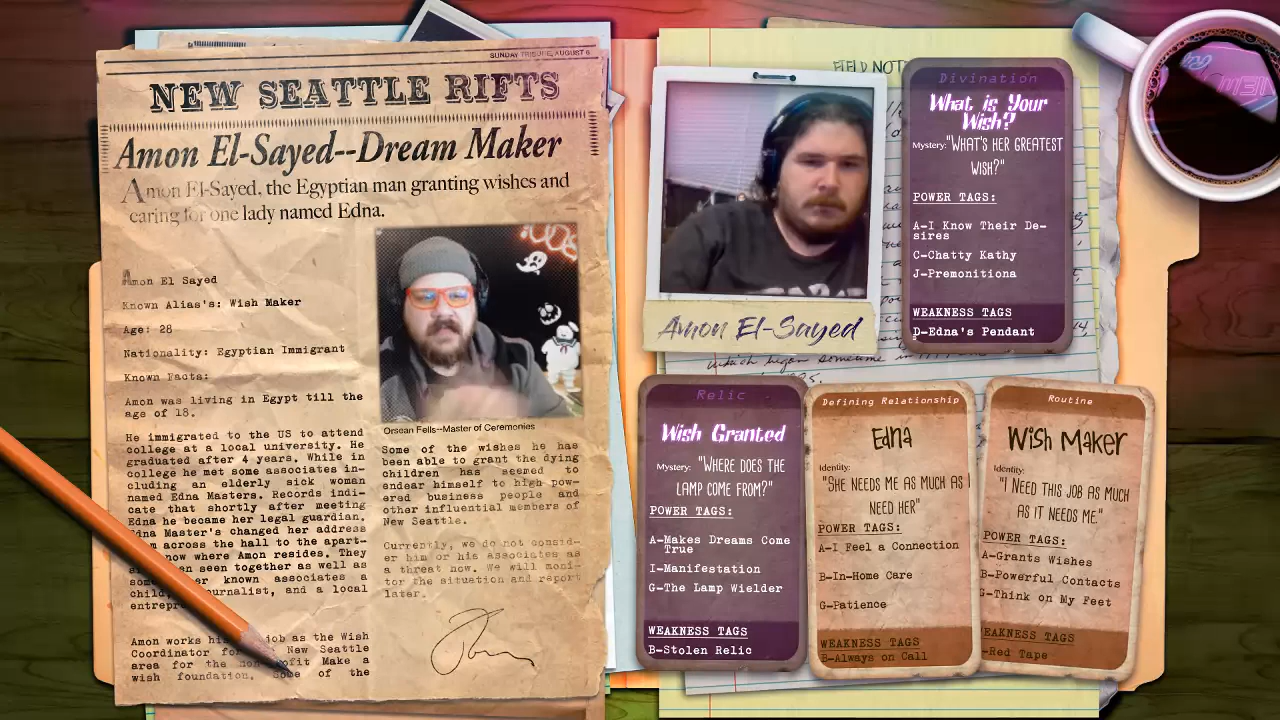 SUNDAY TRIBUNE, AUGUST 6
NEW SEATTLE RIFTS
Amon El-Sayed--Dream Maker
Amon El-Sayed, the Egyptian man granting wishes and
caring for one lady named Edna.
Amon El Sayed
Known Alias's: Wish Maker
Age: 28
Nationality: Egyptian Immigrant
Known Facts:
Amon was living in Egypt till the
age of 18.
He immigrated to the US to attend
college at a local university. He
graduated after 4 years. While in
college he met some associates in-
cluding an elderly sick woman
named Edna Masters. Records indi-
cate that shortly after meeting
Edna he became her legal guardian.
Edna Master's changed her address
across the hall to the apart-
now where Amon resides. They
seen together as well as
known associates a
journalist, and a local
Amon works his job as the Wish
Coordinator for New Seattle
area for the Make a
wish foundation. Some of the
Orsean Fells--Master of Ceremonies
Some of the wishes he has
been able to grant the dying
children has seemed to
endear himself to high pow-
ered business people and
other influential members of
New Seattle.
Currently, we do not consid-
er him or his associates as
a threat now. We will moni-
tor the situation and report
later.
FIELD NOT
Amon El-Sayed
which began sometime in
Divination
What is Your
Wish?
Mystery: "WHAT'S HER GREATEST
WISH?"
POWER TAGS:
A-I Know Their De-
sires
C-Chatty Kathy
J-Premonitiona
WEAKNESS TAGS
D-Edna's Pendant
Relic
Wish Granted
Mystery: "WHERE DOES THE
LAMP COME FROM?"
POWER TAGS:
A-Makes Dreams Come
True
I-Manifestation
G-The Lamp Wielder
WEAKNESS TAGS
B-Stolen Relic
Defining Relationship
Edna
Identity:
"SHE NEEDS ME AS MUCH AS I
NEED HER"
POWER TAGS:
A-I Feel a Connection
B-In-Home Care
G-Patience
WEAKNESS TAGS
B-Always on Call
Routine
Wish Maker
Identity:
"I NEED THIS JOB AS MUCH
AS IT NEEDS ME."
POWER TAGS:
A-Grants Wishes
B-Powerful Contacts
G-Think on My Feet
WEAKNESS TAGS
-Red Tape